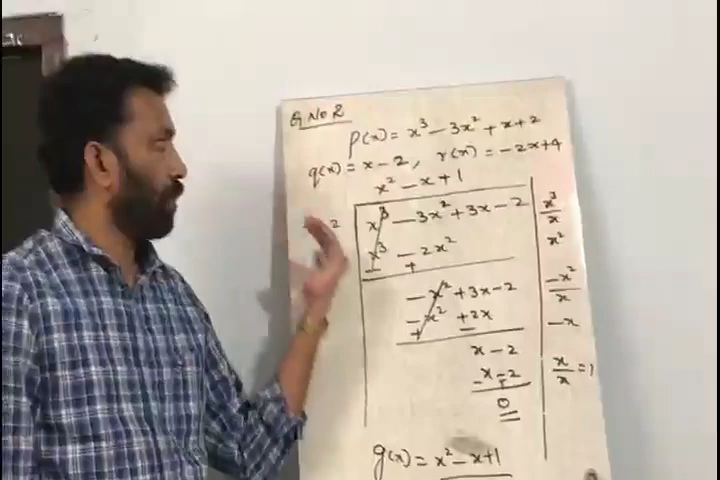 Q No 2
p(x) = x³ - 3x² + x + 2
q(x) = x - 2, r(x) = -2x + 4
x² - x + 1
2
x³ - 3x² + 3x - 2
x³ - 2x²
- +
- x² + 3x - 2
- x² + 2x
+ -
x - 2
x - 2
- +
0
x³/x
x²
-x²/x
-x
x/x = 1
g(x) = x² - x + 1